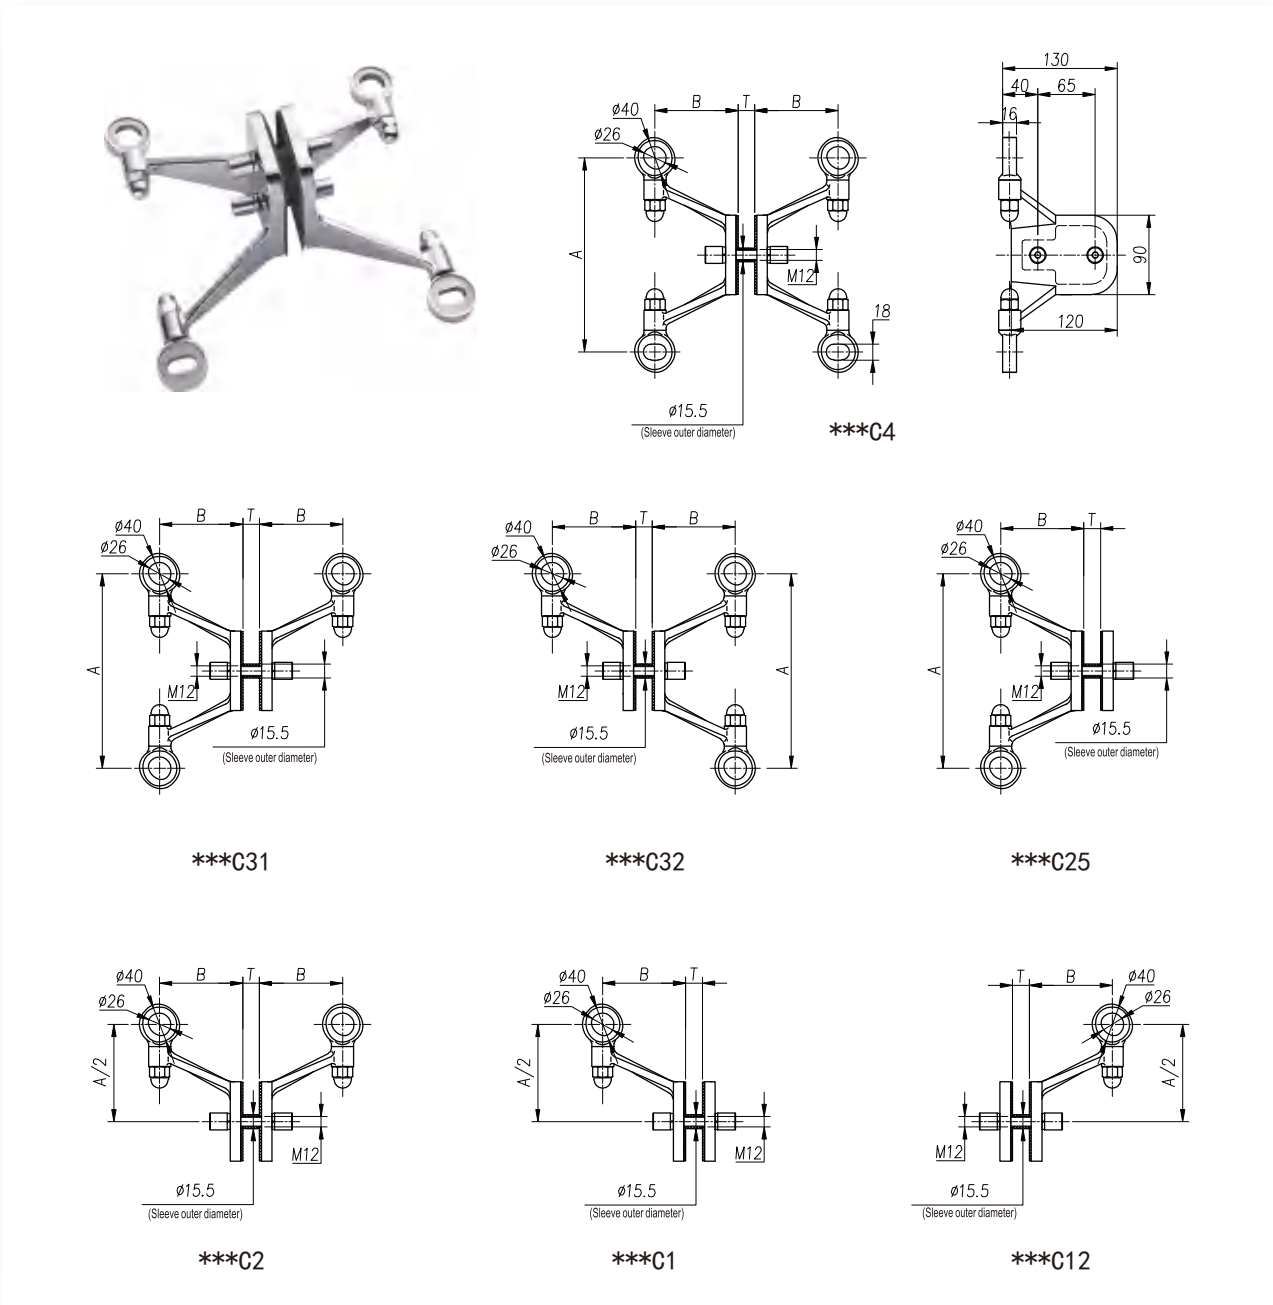 130
40 65
16
B T B
ø40
ø26
A
M12
90
18
120
ø15.5
(Sleeve outer diameter)
***C4
B T B
ø40
ø26
A
M12
ø15.5
(Sleeve outer diameter)
***C31
B T B
ø40
ø26
A
M12
ø15.5
(Sleeve outer diameter)
***C32
B T
ø40
ø26
A
M12
ø15.5
(Sleeve outer diameter)
***C25
B T B
ø40
ø26
A/2
M12
ø15.5
(Sleeve outer diameter)
***C2
B T
ø40
ø26
A/2
M12
ø15.5
(Sleeve outer diameter)
***C1
T B
ø40
ø26
A/2
M12
ø15.5
(Sleeve outer diameter)
***C12